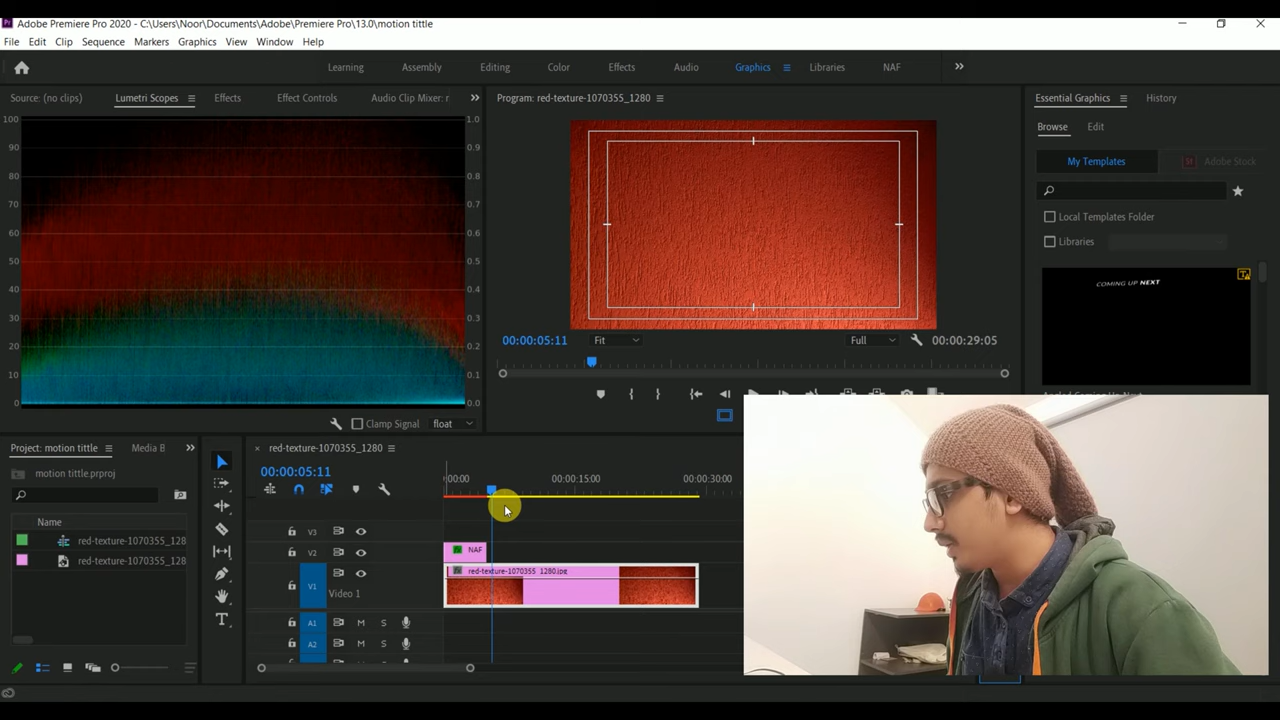 Adobe Premiere Pro 2020 - C:\Users\Noor\Documents\Adobe\Premiere Pro\13.0\motion tittle
File Edit Clip Sequence Markers Graphics View Window Help
Learning Assembly Editing Color Effects Audio Graphics Libraries NAF
Source: (no clips) Lumetri Scopes Effects Effect Controls Audio Clip Mixer: r
Program: red-texture-1070355_1280
Essential Graphics History
Browse Edit
My Templates Adobe Stock
Local Templates Folder
Libraries
COMING UP NEXT
100 1.0
90 0.9
80 0.8
70 0.7
60 0.6
50 0.5
40 0.4
30 0.3
20 0.2
10 0.1
0 0.0
Clamp Signal float
00:00:05:11 Fit Full 00:00:29:05
Project: motion tittle Media B
motion tittle.prproj
Name
red-texture-1070355_128
red-texture-1070355_128
red-texture-1070355_1280
00:00:05:11
:00:00 00:00:15:00 00:00:30:00
V3
V2 NAF
V1 Video 1 red-texture-1070355_1280.jpg
A1 M S
A2 M S